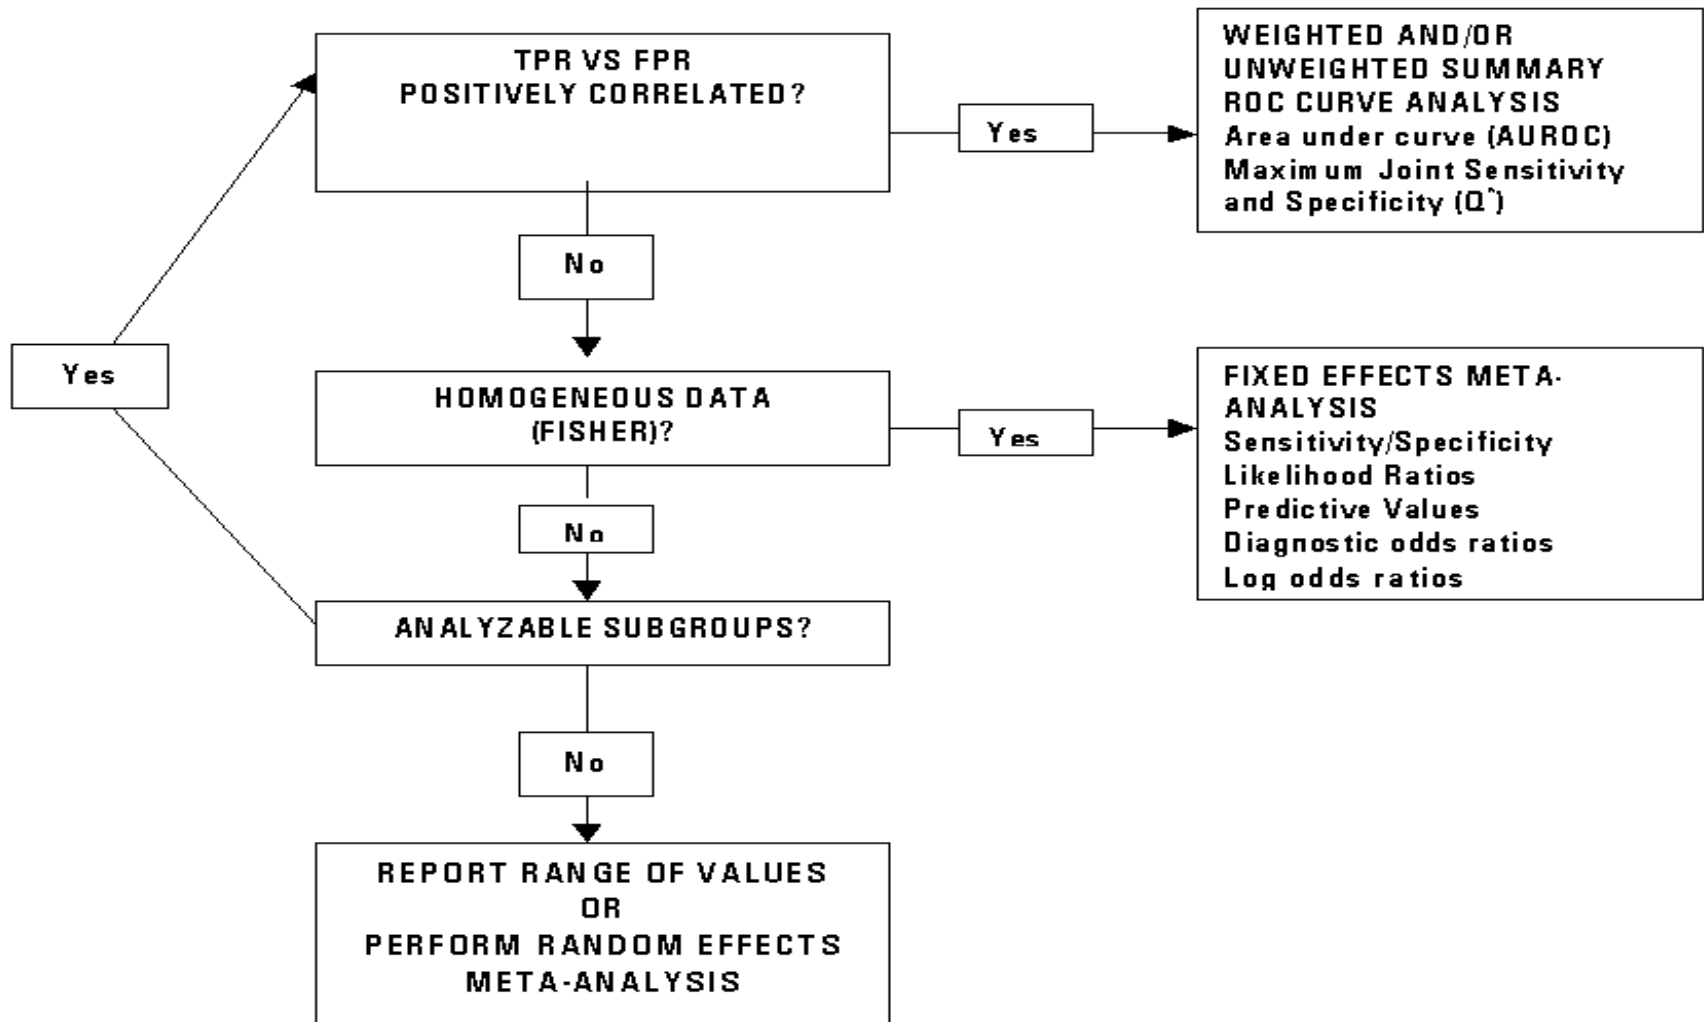 TPR VS FPR
POSITIVELY CORRELATED?
Yes
WEIGHTED AND/OR
UNWEIGHTED SUMMARY
ROC CURVE ANALYSIS
Area under curve (AUROC)
Maximum Joint Sensitivity
and Specificity (Q*)
No
Yes
HOMOGENEOUS DATA
(FISHER)?
Yes
FIXED EFFECTS META-
ANALYSIS
Sensitivity/Specificity
Likelihood Ratios
Predictive Values
Diagnostic odds ratios
Log odds ratios
No
ANALYZABLE SUBGROUPS?
No
REPORT RANGE OF VALUES
OR
PERFORM RANDOM EFFECTS
META-ANALYSIS